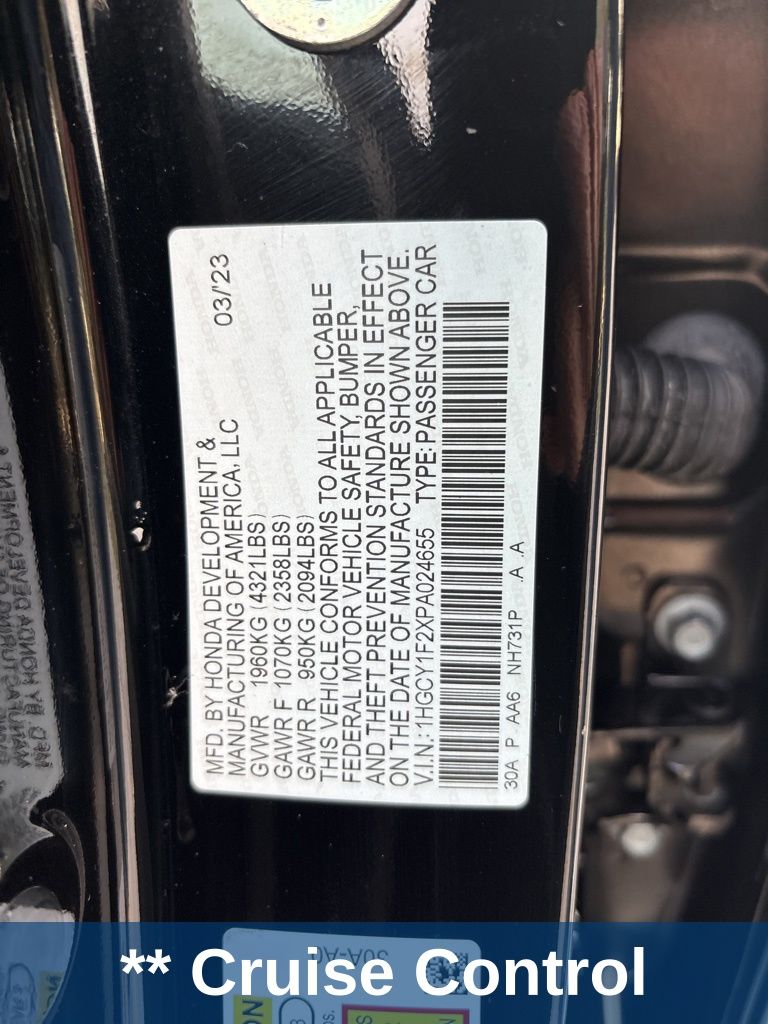 MFD. BY HONDA DEVELOPMENT &
MANUFACTURING OF AMERICA, LLC 03/'23
GVWR 1960KG (4321LBS)
GAWR F 1070KG (2358LBS)
GAWR R 950KG (2094LBS)
THIS VEHICLE CONFORMS TO ALL APPLICABLE
FEDERAL MOTOR VEHICLE SAFETY, BUMPER,
AND THEFT PREVENTION STANDARDS IN EFFECT
ON THE DATE OF MANUFACTURE SHOWN ABOVE.
V.I.N.: 1HGCY1F2XPA024655 TYPE: PASSENGER CAR
30A P AA6 NH731P .A .A
30A-A0
** Cruise Control